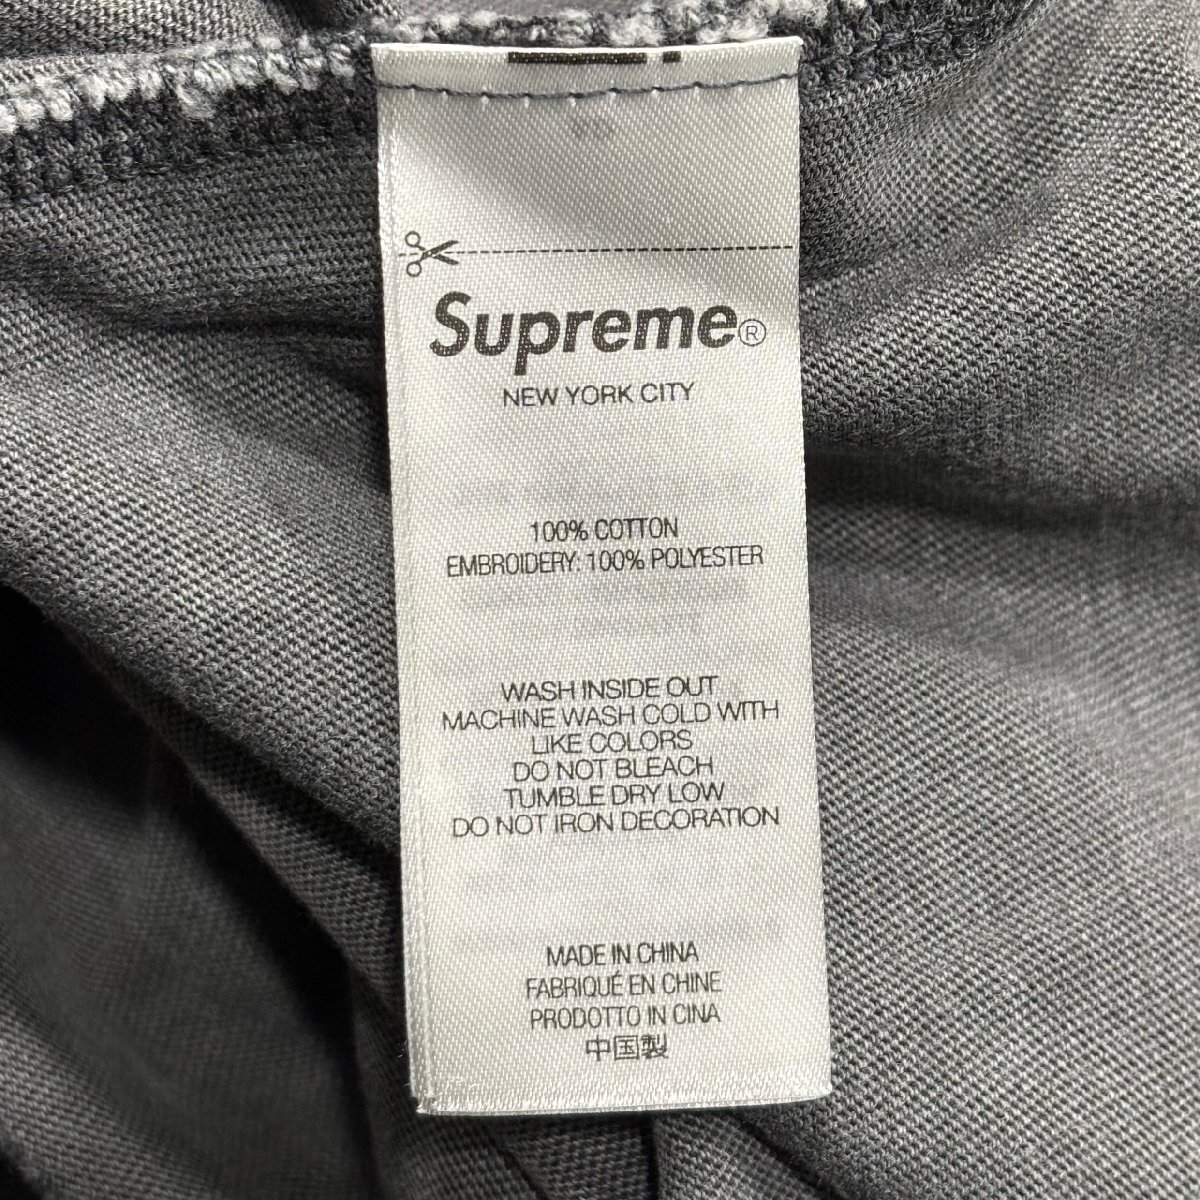 Supreme®
NEW YORK CITY
100% COTTON
EMBROIDERY: 100% POLYESTER
WASH INSIDE OUT
MACHINE WASH COLD WITH
LIKE COLORS
DO NOT BLEACH
TUMBLE DRY LOW
DO NOT IRON DECORATION
MADE IN CHINA
FABRIQUÉ EN CHINE
PRODOTTO IN CINA
中国製